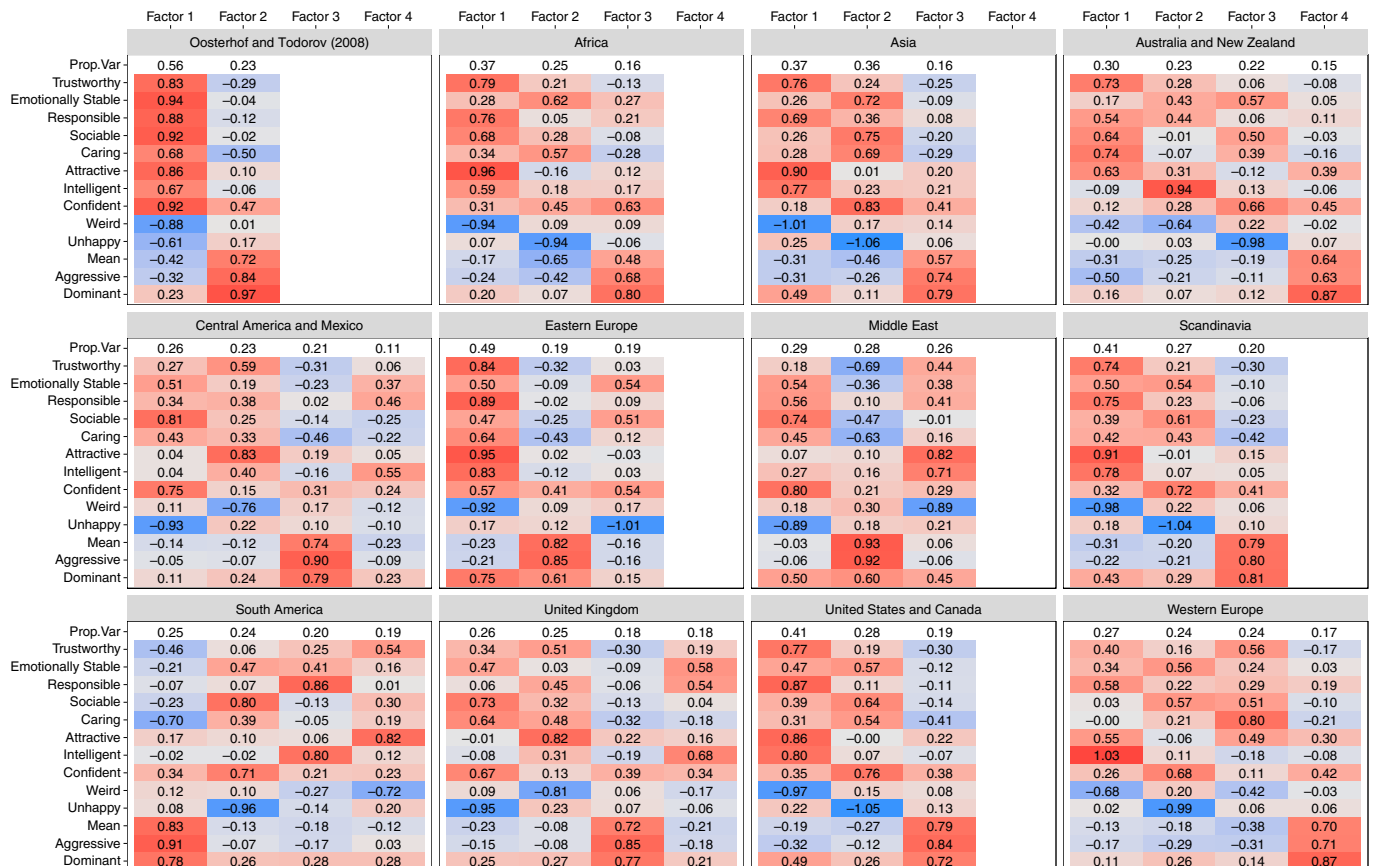 Factor 1 Factor 2 Factor 3 Factor 4 Factor 1 Factor 2 Factor 3 Factor 4 Factor 1 Factor 2 Factor 3 Factor 4 Factor 1 Factor 2 Factor 3 Factor 4
Oosterhof and Todorov (2008) Africa Asia Australia and New Zealand
Prop.Var 0.56 0.23 0.37 0.25 0.16 0.37 0.36 0.16 0.30 0.23 0.22 0.15
Trustworthy 0.83 −0.29 0.79 0.21 −0.13 0.76 0.24 −0.25 0.73 0.28 0.06 −0.08
Emotionally Stable 0.94 −0.04 0.28 0.62 0.27 0.26 0.72 −0.09 0.17 0.43 0.57 0.05
Responsible 0.88 −0.12 0.76 0.05 0.21 0.69 0.36 0.08 0.54 0.44 0.06 0.11
Sociable 0.92 −0.02 0.68 0.28 −0.08 0.26 0.75 −0.20 0.64 −0.01 0.50 −0.03
Caring 0.68 −0.50 0.34 0.57 −0.28 0.28 0.69 −0.29 0.74 −0.07 0.39 −0.16
Attractive 0.86 0.10 0.96 −0.16 0.12 0.90 0.01 0.20 0.63 0.31 −0.12 0.39
Intelligent 0.67 −0.06 0.59 0.18 0.17 0.77 0.23 0.21 −0.09 0.94 0.13 −0.06
Confident 0.92 0.47 0.31 0.45 0.63 0.18 0.83 0.41 0.12 0.28 0.66 0.45
Weird −0.88 0.01 −0.94 0.09 0.09 −1.01 0.17 0.14 −0.42 −0.64 0.22 −0.02
Unhappy −0.61 0.17 0.07 −0.94 −0.06 0.25 −1.06 0.06 −0.00 0.03 −0.98 0.07
Mean −0.42 0.72 −0.17 −0.65 0.48 −0.31 −0.46 0.57 −0.31 −0.25 −0.19 0.64
Aggressive −0.32 0.84 −0.24 −0.42 0.68 −0.31 −0.26 0.74 −0.50 −0.21 −0.11 0.63
Dominant 0.23 0.97 0.20 0.07 0.80 0.49 0.11 0.79 0.16 0.07 0.12 0.87
Central America and Mexico Eastern Europe Middle East Scandinavia
Prop.Var 0.26 0.23 0.21 0.11 0.49 0.19 0.19 0.29 0.28 0.26 0.41 0.27 0.20
Trustworthy 0.27 0.59 −0.31 0.06 0.84 −0.32 0.03 0.18 −0.69 0.44 0.74 0.21 −0.30
Emotionally Stable 0.51 0.19 −0.23 0.37 0.50 −0.09 0.54 0.54 −0.36 0.38 0.50 0.54 −0.10
Responsible 0.34 0.38 0.02 0.46 0.89 −0.02 0.09 0.56 0.10 0.41 0.75 0.23 −0.06
Sociable 0.81 0.25 −0.14 −0.25 0.47 −0.25 0.51 0.74 −0.47 −0.01 0.39 0.61 −0.23
Caring 0.43 0.33 −0.46 −0.22 0.64 −0.43 0.12 0.45 −0.63 0.16 0.42 0.43 −0.42
Attractive 0.04 0.83 0.19 0.05 0.95 0.02 −0.03 0.07 0.10 0.82 0.91 −0.01 0.15
Intelligent 0.04 0.40 −0.16 0.55 0.83 −0.12 0.03 0.27 0.16 0.71 0.78 0.07 0.05
Confident 0.75 0.15 0.31 0.24 0.57 0.41 0.54 0.80 0.21 0.29 0.32 0.72 0.41
Weird 0.11 −0.76 0.17 −0.12 −0.92 0.09 0.17 0.18 0.30 −0.89 −0.98 0.22 0.06
Unhappy −0.93 0.22 0.10 −0.10 0.17 0.12 −1.01 −0.89 0.18 0.21 0.18 −1.04 0.10
Mean −0.14 −0.12 0.74 −0.23 −0.23 0.82 −0.16 −0.03 0.93 0.06 −0.31 −0.20 0.79
Aggressive −0.05 −0.07 0.90 −0.09 −0.21 0.85 −0.16 −0.06 0.92 −0.06 −0.22 −0.21 0.80
Dominant 0.11 0.24 0.79 0.23 0.75 0.61 0.15 0.50 0.60 0.45 0.43 0.29 0.81
South America United Kingdom United States and Canada Western Europe
Prop.Var 0.25 0.24 0.20 0.19 0.26 0.25 0.18 0.18 0.41 0.28 0.19 0.27 0.24 0.24 0.17
Trustworthy −0.46 0.06 0.25 0.54 0.34 0.51 −0.30 0.19 0.77 0.19 −0.30 0.40 0.16 0.56 −0.17
Emotionally Stable −0.21 0.47 0.41 0.16 0.47 0.03 −0.09 0.58 0.47 0.57 −0.12 0.34 0.56 0.24 0.03
Responsible −0.07 0.07 0.86 0.01 0.06 0.45 −0.06 0.54 0.87 0.11 −0.11 0.58 0.22 0.29 0.19
Sociable −0.23 0.80 −0.13 0.30 0.73 0.32 −0.13 0.04 0.39 0.64 −0.14 0.03 0.57 0.51 −0.10
Caring −0.70 0.39 −0.05 0.19 0.64 0.48 −0.32 −0.18 0.31 0.54 −0.41 −0.00 0.21 0.80 −0.21
Attractive 0.17 0.10 0.06 0.82 −0.01 0.82 0.22 0.16 0.86 −0.00 0.22 0.55 −0.06 0.49 0.30
Intelligent −0.02 −0.02 0.80 0.12 −0.08 0.31 −0.19 0.68 0.80 0.07 −0.07 1.03 0.11 −0.18 −0.08
Confident 0.34 0.71 0.21 0.23 0.67 0.13 0.39 0.34 0.35 0.76 0.38 0.26 0.68 0.11 0.42
Weird 0.12 0.10 −0.27 −0.72 0.09 −0.81 0.06 −0.17 −0.97 0.15 0.08 −0.68 0.20 −0.42 −0.03
Unhappy 0.08 −0.96 −0.14 0.20 −0.95 0.23 0.07 −0.06 0.22 −1.05 0.13 0.02 −0.99 0.06 0.06
Mean 0.83 −0.13 −0.18 −0.12 −0.23 −0.08 0.72 −0.21 −0.19 −0.27 0.79 −0.13 −0.18 −0.38 0.70
Aggressive 0.91 −0.07 −0.17 0.03 −0.15 −0.08 0.85 −0.18 −0.32 −0.12 0.84 −0.02 −0.15 −0.31 0.71
Dominant 0.78 0.26 0.28 0.28 0.25 0.27 0.77 0.21 0.49 0.26 0.72 0.11 0.26 0.14 0.87